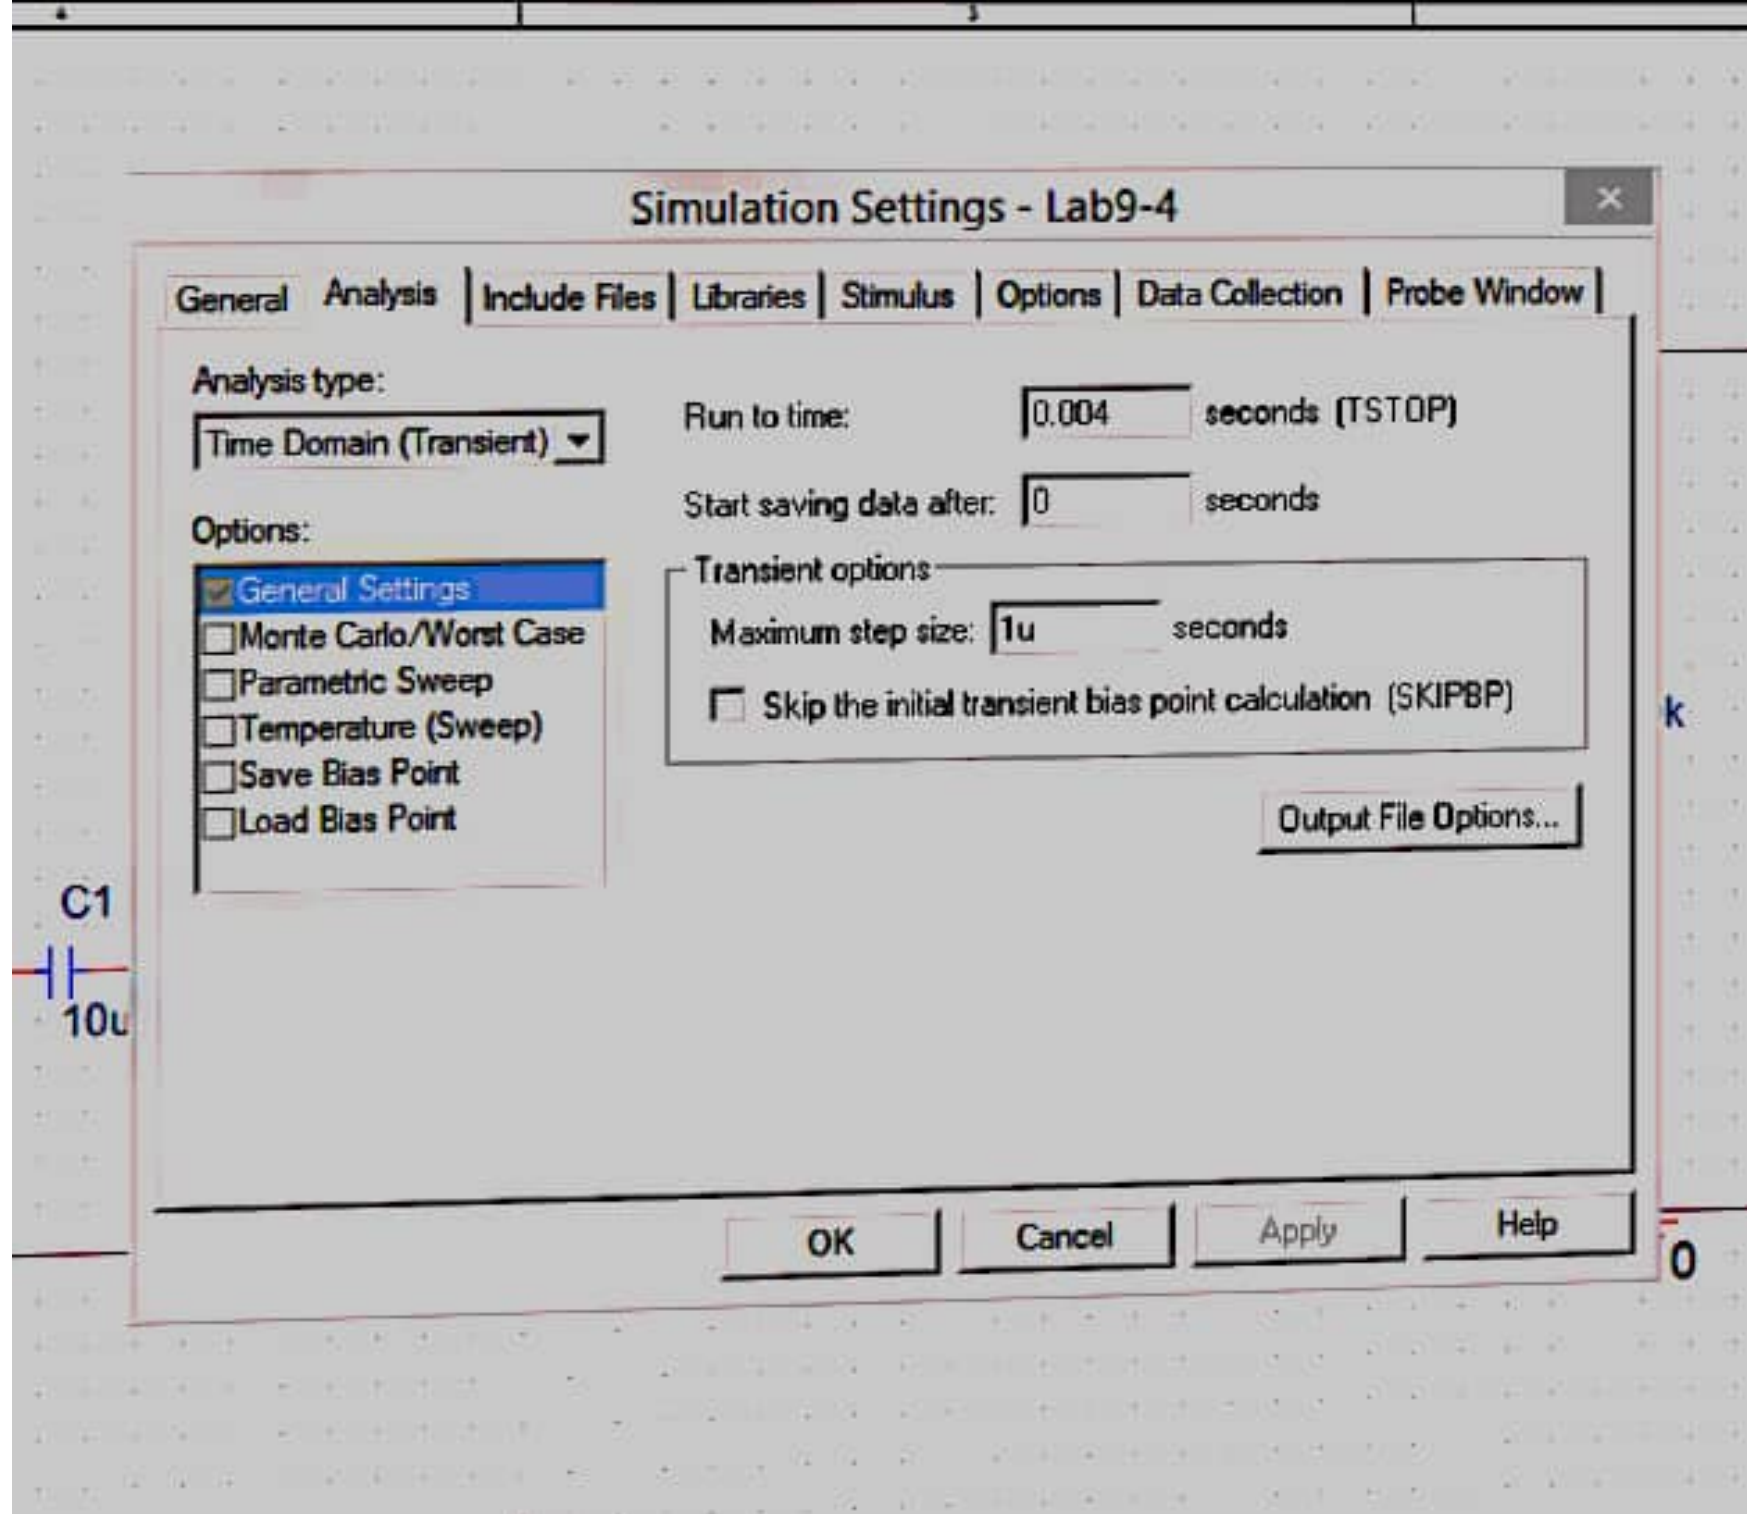 Simulation Settings - Lab9-4
General Analysis Include Files Libraries Stimulus Options Data Collection Probe Window
Analysis type:
Time Domain (Transient)
Run to time: 0.004 seconds (TSTOP)
Start saving data after: 0 seconds
Options:
General Settings
Monte Carlo/Worst Case
Parametric Sweep
Temperature (Sweep)
Save Bias Point
Load Bias Point
Transient options
Maximum step size: 1u seconds
Skip the initial transient bias point calculation (SKIPBP)
Output File Options...
k
C1
10u
OK Cancel Apply Help
0